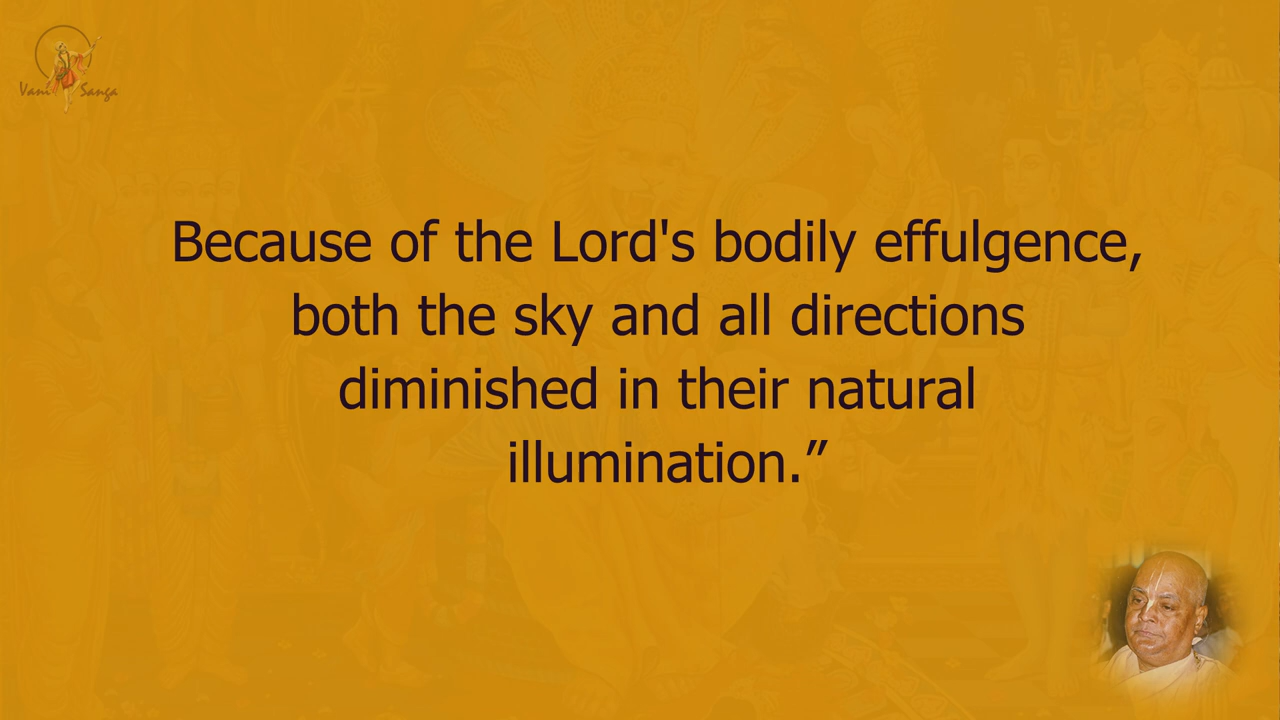 Vani Sanga
Because of the Lord's bodily effulgence,
both the sky and all directions
diminished in their natural
illumination.”